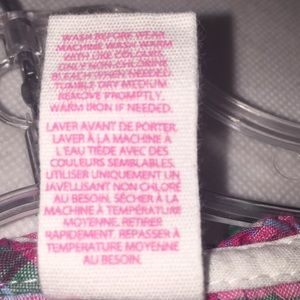 WASH BEFORE WEAR
MACHINE WASH WARM
WITH LIKE COLORS
ONLY NON-CHLORINE
BLEACH WHEN NEEDED
TUMBLE DRY MEDIUM
REMOVE PROMPTLY,
WARM IRON IF NEEDED.
LAVER AVANT DE PORTER.
LAVER À LA MACHINE À
L'EAU TIÈDE AVEC DES
COULEURS SEMBLABLES.
UTILISER UNIQUEMENT UN
JAVELLISANT NON CHLORÉ
AU BESOIN. SÉCHER À LA
MACHINE À TEMPÉRATURE
MOYENNE. RETIRER
RAPIDEMENT. REPASSER À
TEMPÉRATURE MOYENNE
AU BESOIN.